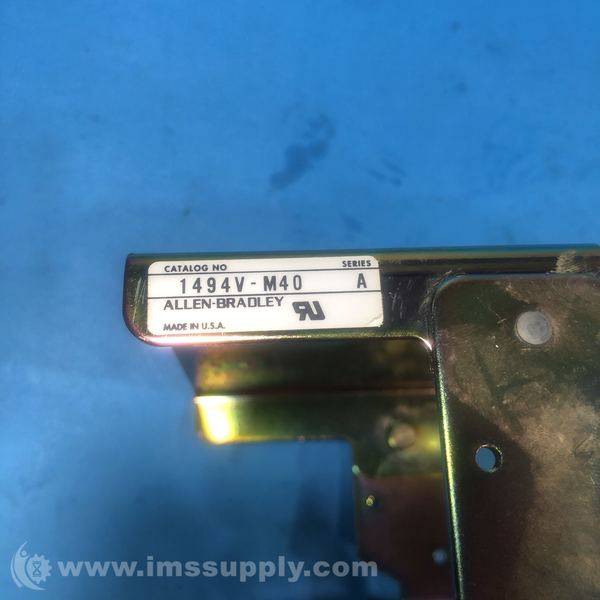 CATALOG NO SERIES
1494V-M40 A
ALLEN-BRADLEY
MADE IN U.S.A.
www.imssupply.com